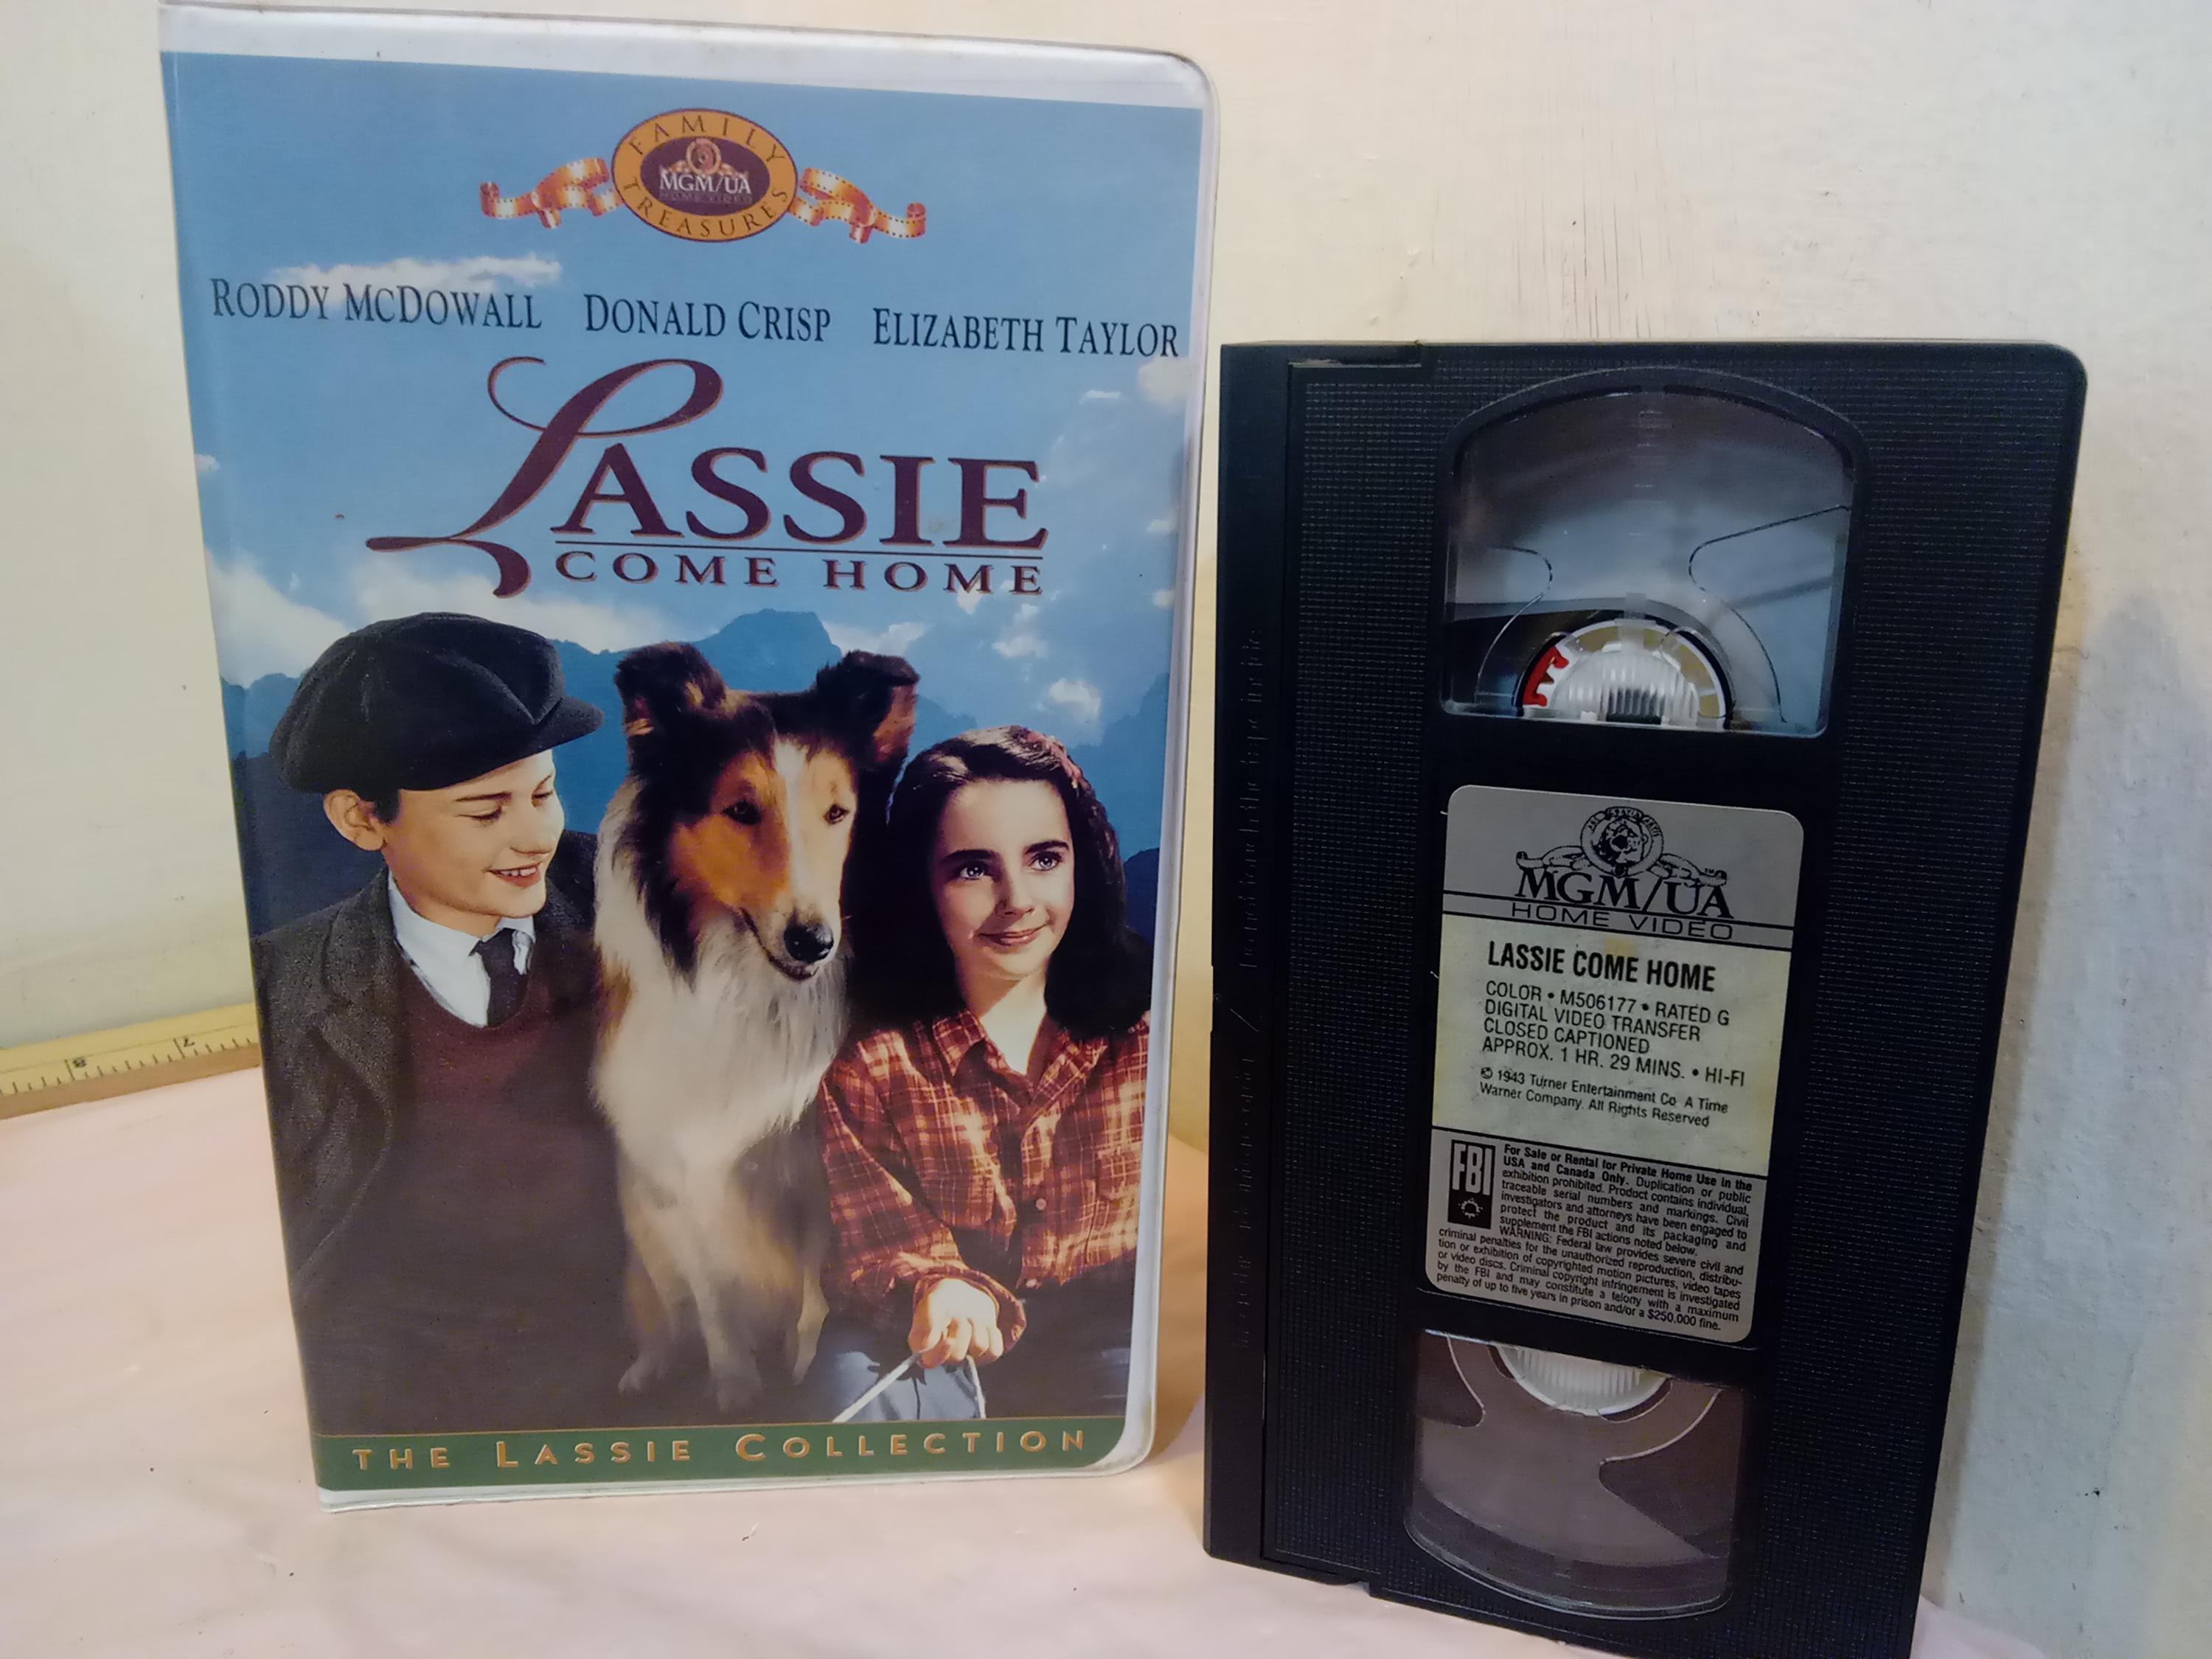 FAMILY
MGM/UA
HOME VIDEO
TREASURES
RODDY MCDOWALL DONALD CRISP ELIZABETH TAYLOR
LASSIE
COME HOME
THE LASSIE COLLECTION
8 7
MGM/UA
HOME VIDEO
LASSIE COME HOME
COLOR • M506177 • RATED G
DIGITAL VIDEO TRANSFER
CLOSED CAPTIONED
APPROX. 1 HR. 29 MINS. • HI-FI
© 1943 Turner Entertainment Co A Time
Warner Company. All Rights Reserved
FBI
For Sale or Rental for Private Home Use in the
USA and Canada Only. Duplication or public
exhibition prohibited. Product contains individual,
traceable serial numbers and markings. Civil
investigators and attorneys have been engaged to
protect the product and its packaging and
supplement the FBI actions noted below.
WARNING: Federal law provides severe civil and
criminal penalties for the unauthorized reproduction, distribu-
tion or exhibition of copyrighted motion pictures, video tapes
or video discs. Criminal copyright infringement is investigated
by the FBI and may constitute a felony with a maximum
penalty of up to five years in prison and/or a $250,000 fine.